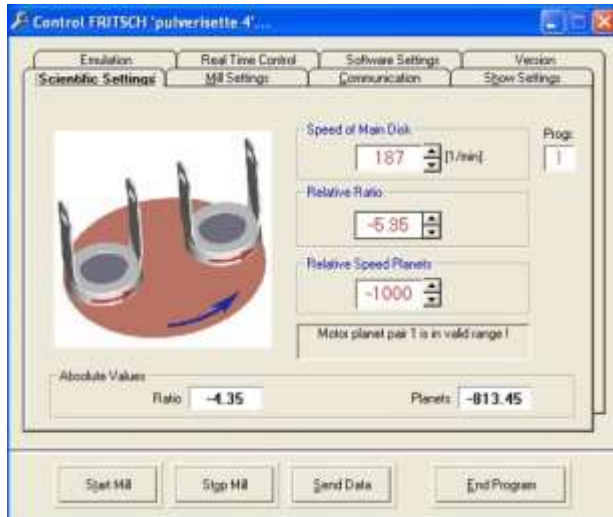 Control FRITSCH 'pulverisette 4'...
Emulation Real Time Control Software Settings Version
Scientific Settings Mill Settings Communication Show Settings
Speed of Main Disk
187 [1/min]
Progr.
1
Relative Ratio
-5.35
Relative Speed Planets
-1000
Motor planet pair 1 is in valid range !
Absolute Values
Ratio -4.35 Planets -813.45
Start Mill Stop Mill Send Data End Program